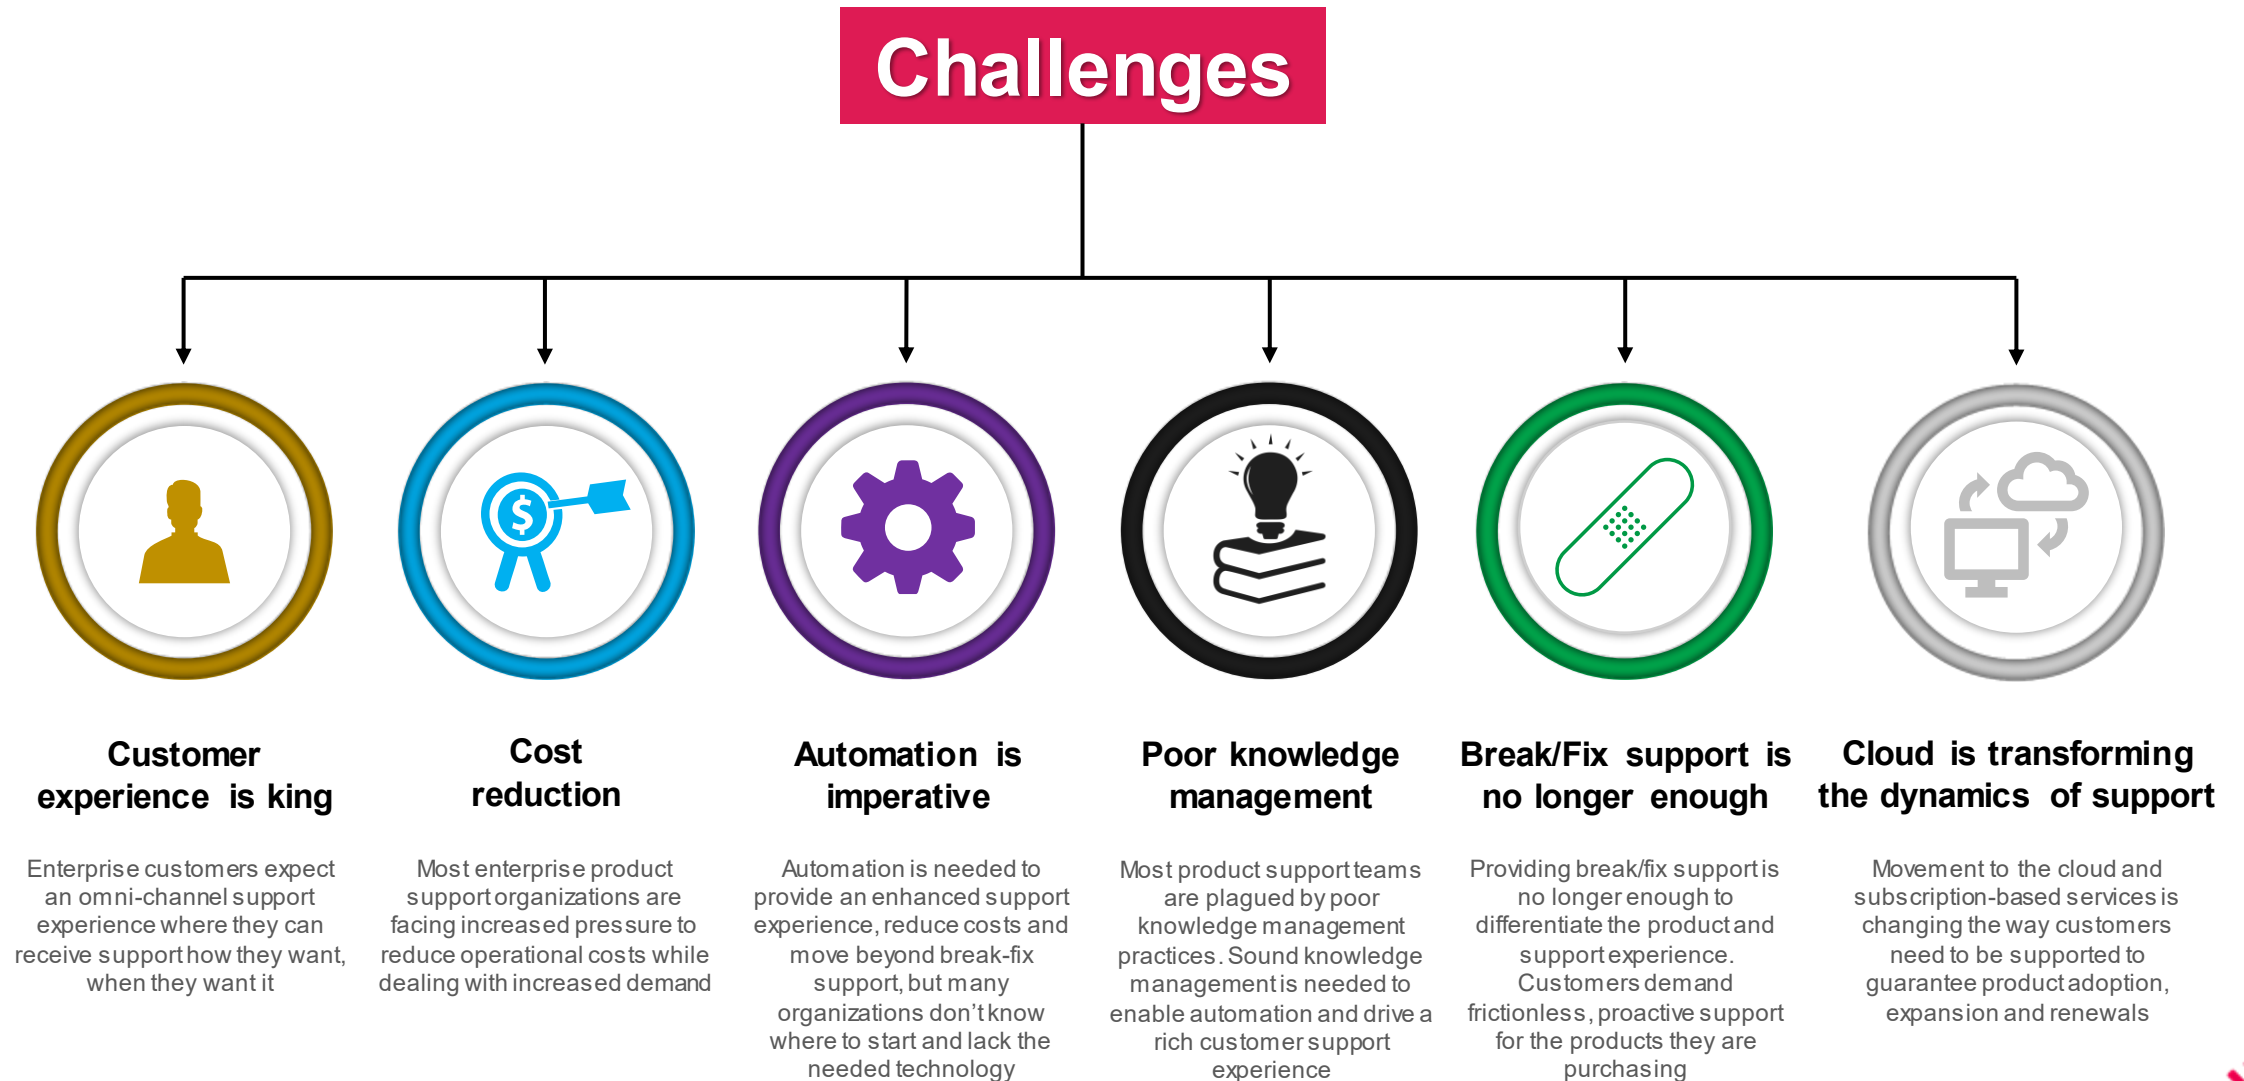 Challenges
Customer
experience is king
Enterprise customers expect
an omni-channel support
experience where they can
receive support how they want,
when they want it
Cost
reduction
Most enterprise product
support organizations are
facing increased pressure to
reduce operational costs while
dealing with increased demand
Automation is
imperative
Automation is needed to
provide an enhanced support
experience, reduce costs and
move beyond break-fix
support, but many
organizations don't know
where to start and lack the
needed technology
Poor knowledge
management
Most product support teams
are plagued by poor
knowledge management
practices. Sound knowledge
management is needed to
enable automation and drive a
rich customer support
experience
Break/Fix support is
no longer enough
Providing break/fix support is
no longer enough to
differentiate the product and
support experience.
Customers demand
frictionless, proactive support
for the products they are
purchasing
Cloud is transforming
the dynamics of support
Movement to the cloud and
subscription-based services is
changing the way customers
need to be supported to
guarantee product adoption,
expansion and renewals